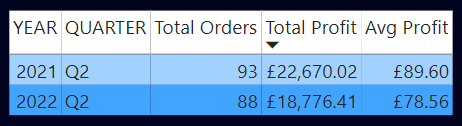 YEAR QUARTER Total Orders Total Profit Avg Profit
2021 Q2 93 £22,670.02 £89.60
2022 Q2 88 £18,776.41 £78.56